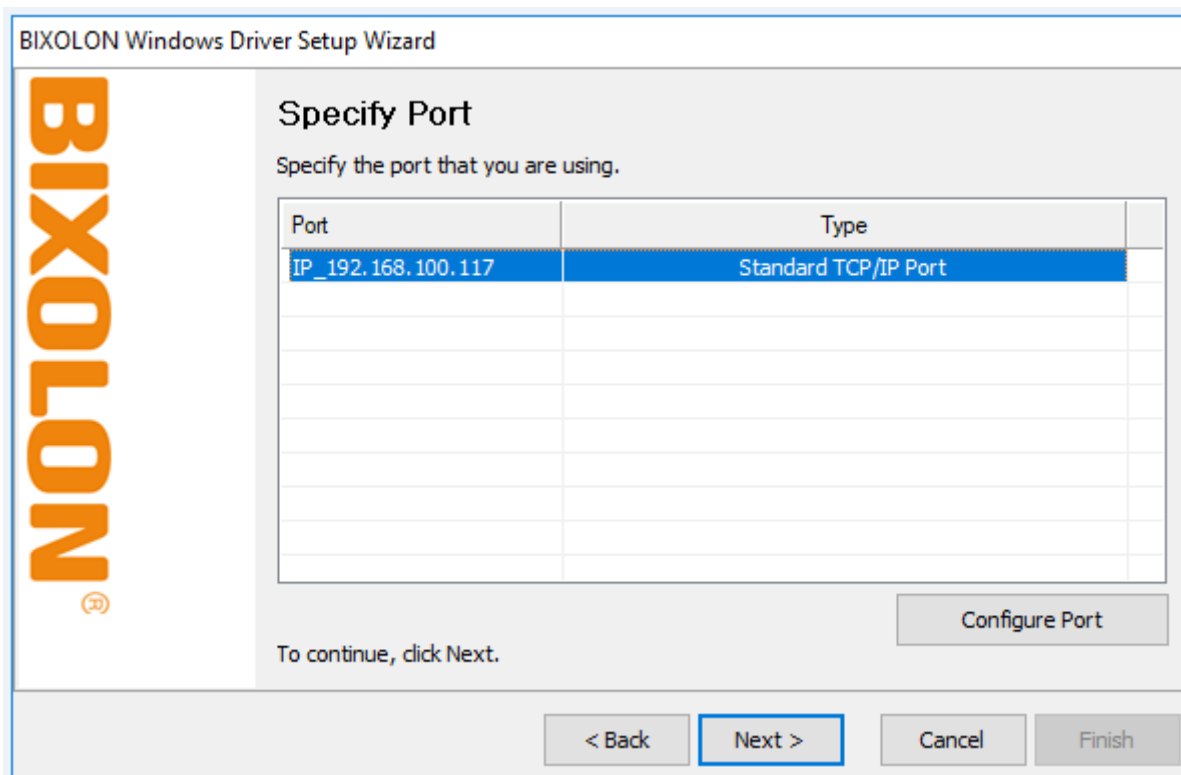 BIXOLON Windows Driver Setup Wizard
BIXOLON®
Specify Port
Specify the port that you are using.
Port Type
IP_192.168.100.117 Standard TCP/IP Port
Configure Port
To continue, click Next.
< Back Next > Cancel Finish